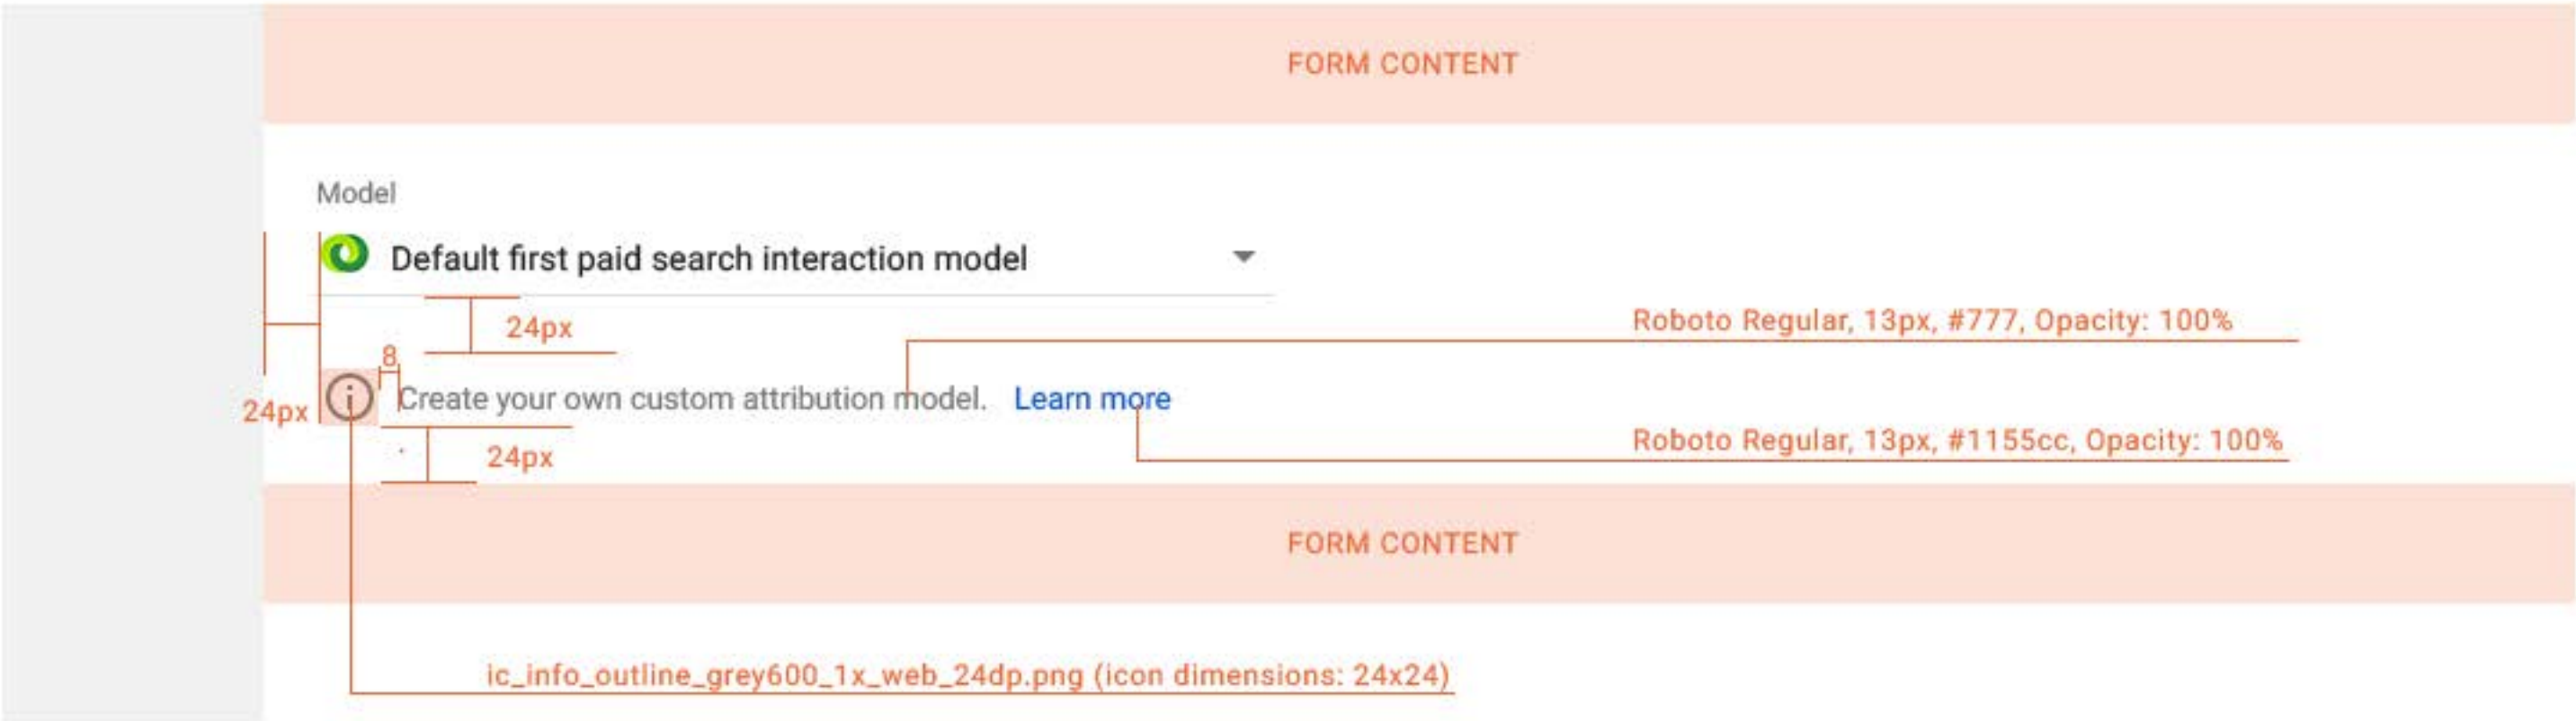 FORM CONTENT
Model
Default first paid search interaction model
24px
Roboto Regular, 13px, #777, Opacity: 100%
8
24px
Create your own custom attribution model. Learn more
Roboto Regular, 13px, #1155cc, Opacity: 100%
24px
FORM CONTENT
ic_info_outline_grey600_1x_web_24dp.png (icon dimensions: 24x24)